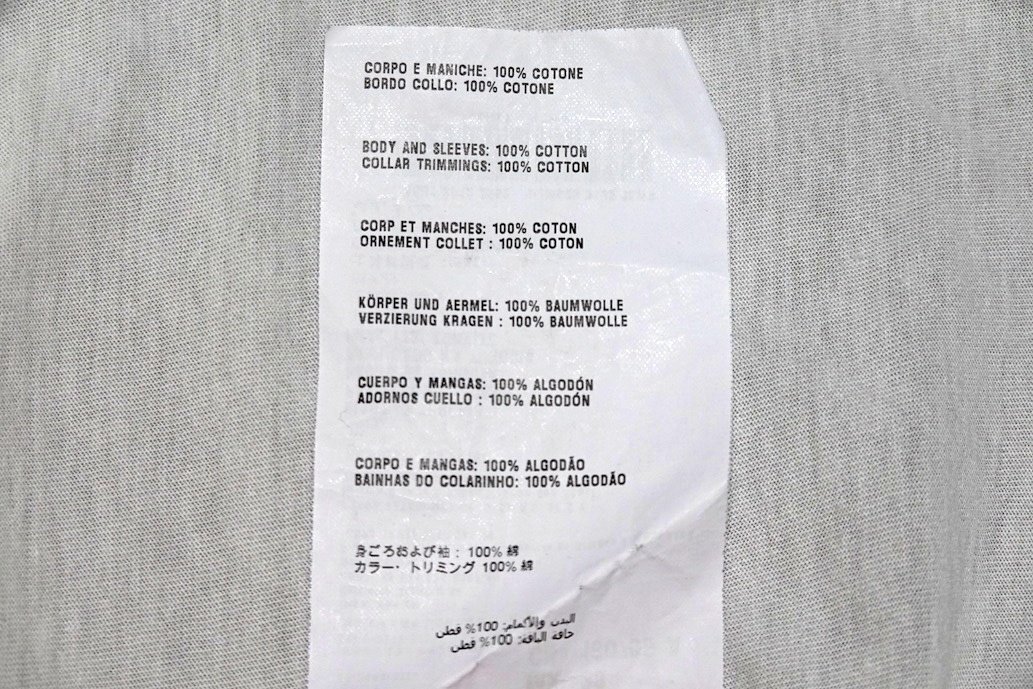 CORPO E MANICHE: 100% COTONE
BORDO COLLO: 100% COTONE
BODY AND SLEEVES: 100% COTTON
COLLAR TRIMMINGS: 100% COTTON
CORP ET MANCHES: 100% COTON
ORNEMENT COLLET : 100% COTON
KÖRPER UND AERMEL: 100% BAUMWOLLE
VERZIERUNG KRAGEN : 100% BAUMWOLLE
CUERPO Y MANGAS: 100% ALGODÓN
ADORNOS CUELLO : 100% ALGODÓN
CORPO E MANGAS: 100% ALGODÃO
BAINHAS DO COLARINHO: 100% ALGODÃO
身ごろおよび袖: 100% 綿
カラー・トリミング 100% 綿
البدن والأكمام: 100% قطن
حافة الياقة: 100% قطن